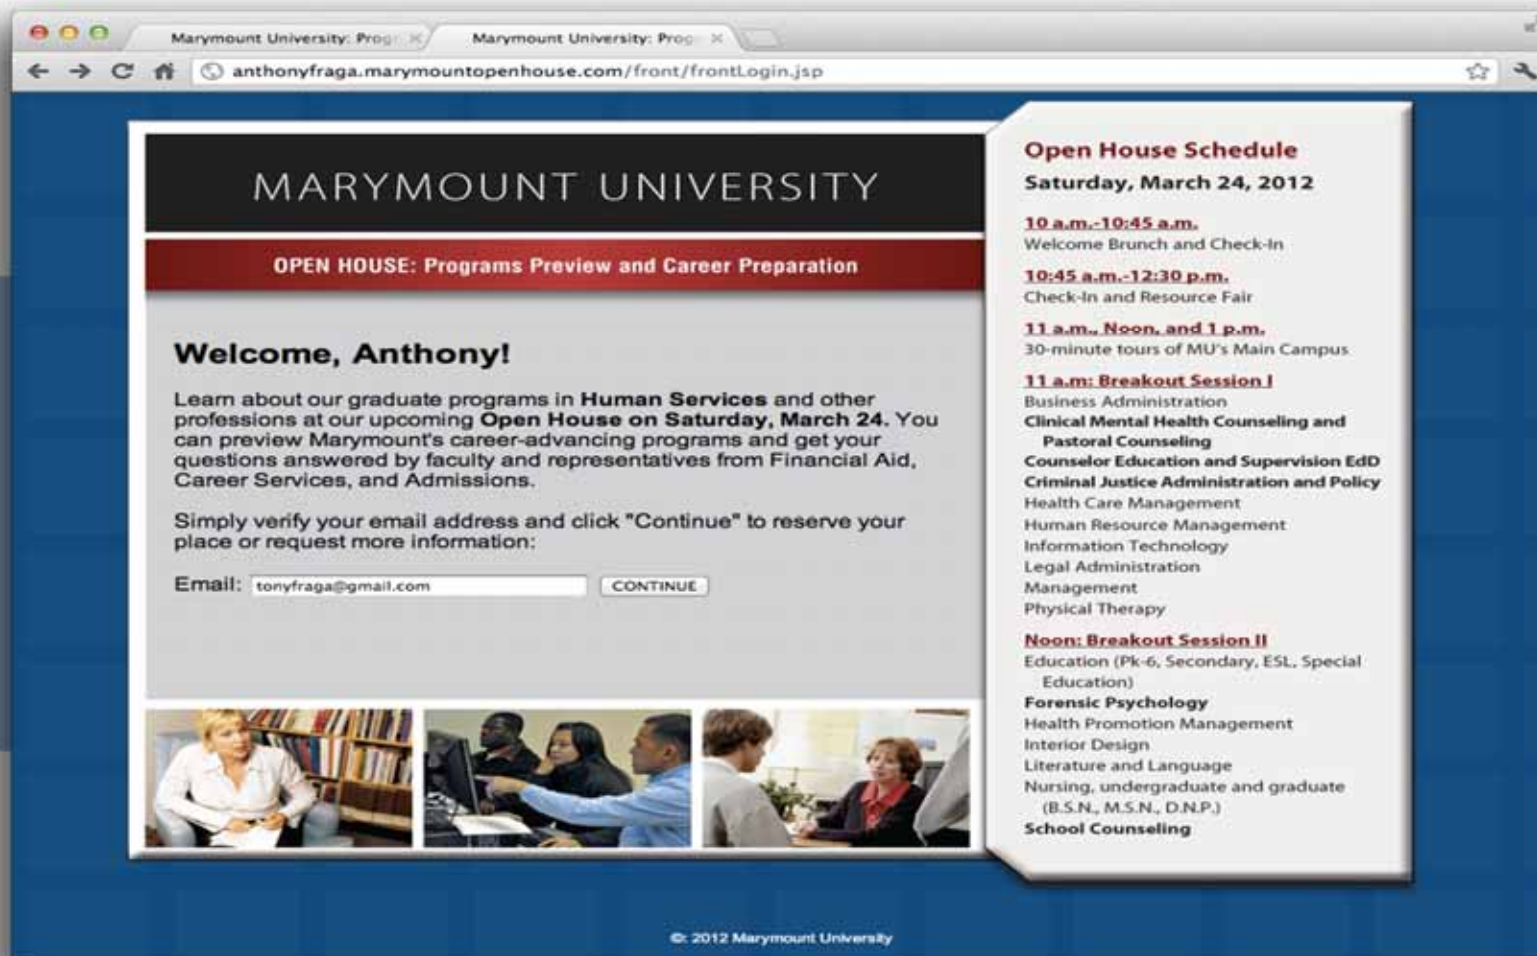 Marymount University: Prog
Marymount University: Prog
anthonyfraga.marymountopenhouse.com/front/frontLogin.jsp
MARYMOUNT UNIVERSITY
OPEN HOUSE: Programs Preview and Career Preparation
Welcome, Anthony!
Learn about our graduate programs in Human Services and other
professions at our upcoming Open House on Saturday, March 24. You
can preview Marymount's career-advancing programs and get your
questions answered by faculty and representatives from Financial Aid,
Career Services, and Admissions.
Simply verify your email address and click "Continue" to reserve your
place or request more information:
Email: tonyfraga@gmail.com CONTINUE
Open House Schedule
Saturday, March 24, 2012
10 a.m.-10:45 a.m.
Welcome Brunch and Check-In
10:45 a.m.-12:30 p.m.
Check-In and Resource Fair
11 a.m., Noon, and 1 p.m.
30-minute tours of MU's Main Campus
11 a.m: Breakout Session I
Business Administration
Clinical Mental Health Counseling and
Pastoral Counseling
Counselor Education and Supervision EdD
Criminal Justice Administration and Policy
Health Care Management
Human Resource Management
Information Technology
Legal Administration
Management
Physical Therapy
Noon: Breakout Session II
Education (Pk-6, Secondary, ESL, Special
Education)
Forensic Psychology
Health Promotion Management
Interior Design
Literature and Language
Nursing, undergraduate and graduate
(B.S.N., M.S.N., D.N.P.)
School Counseling
©: 2012 Marymount University